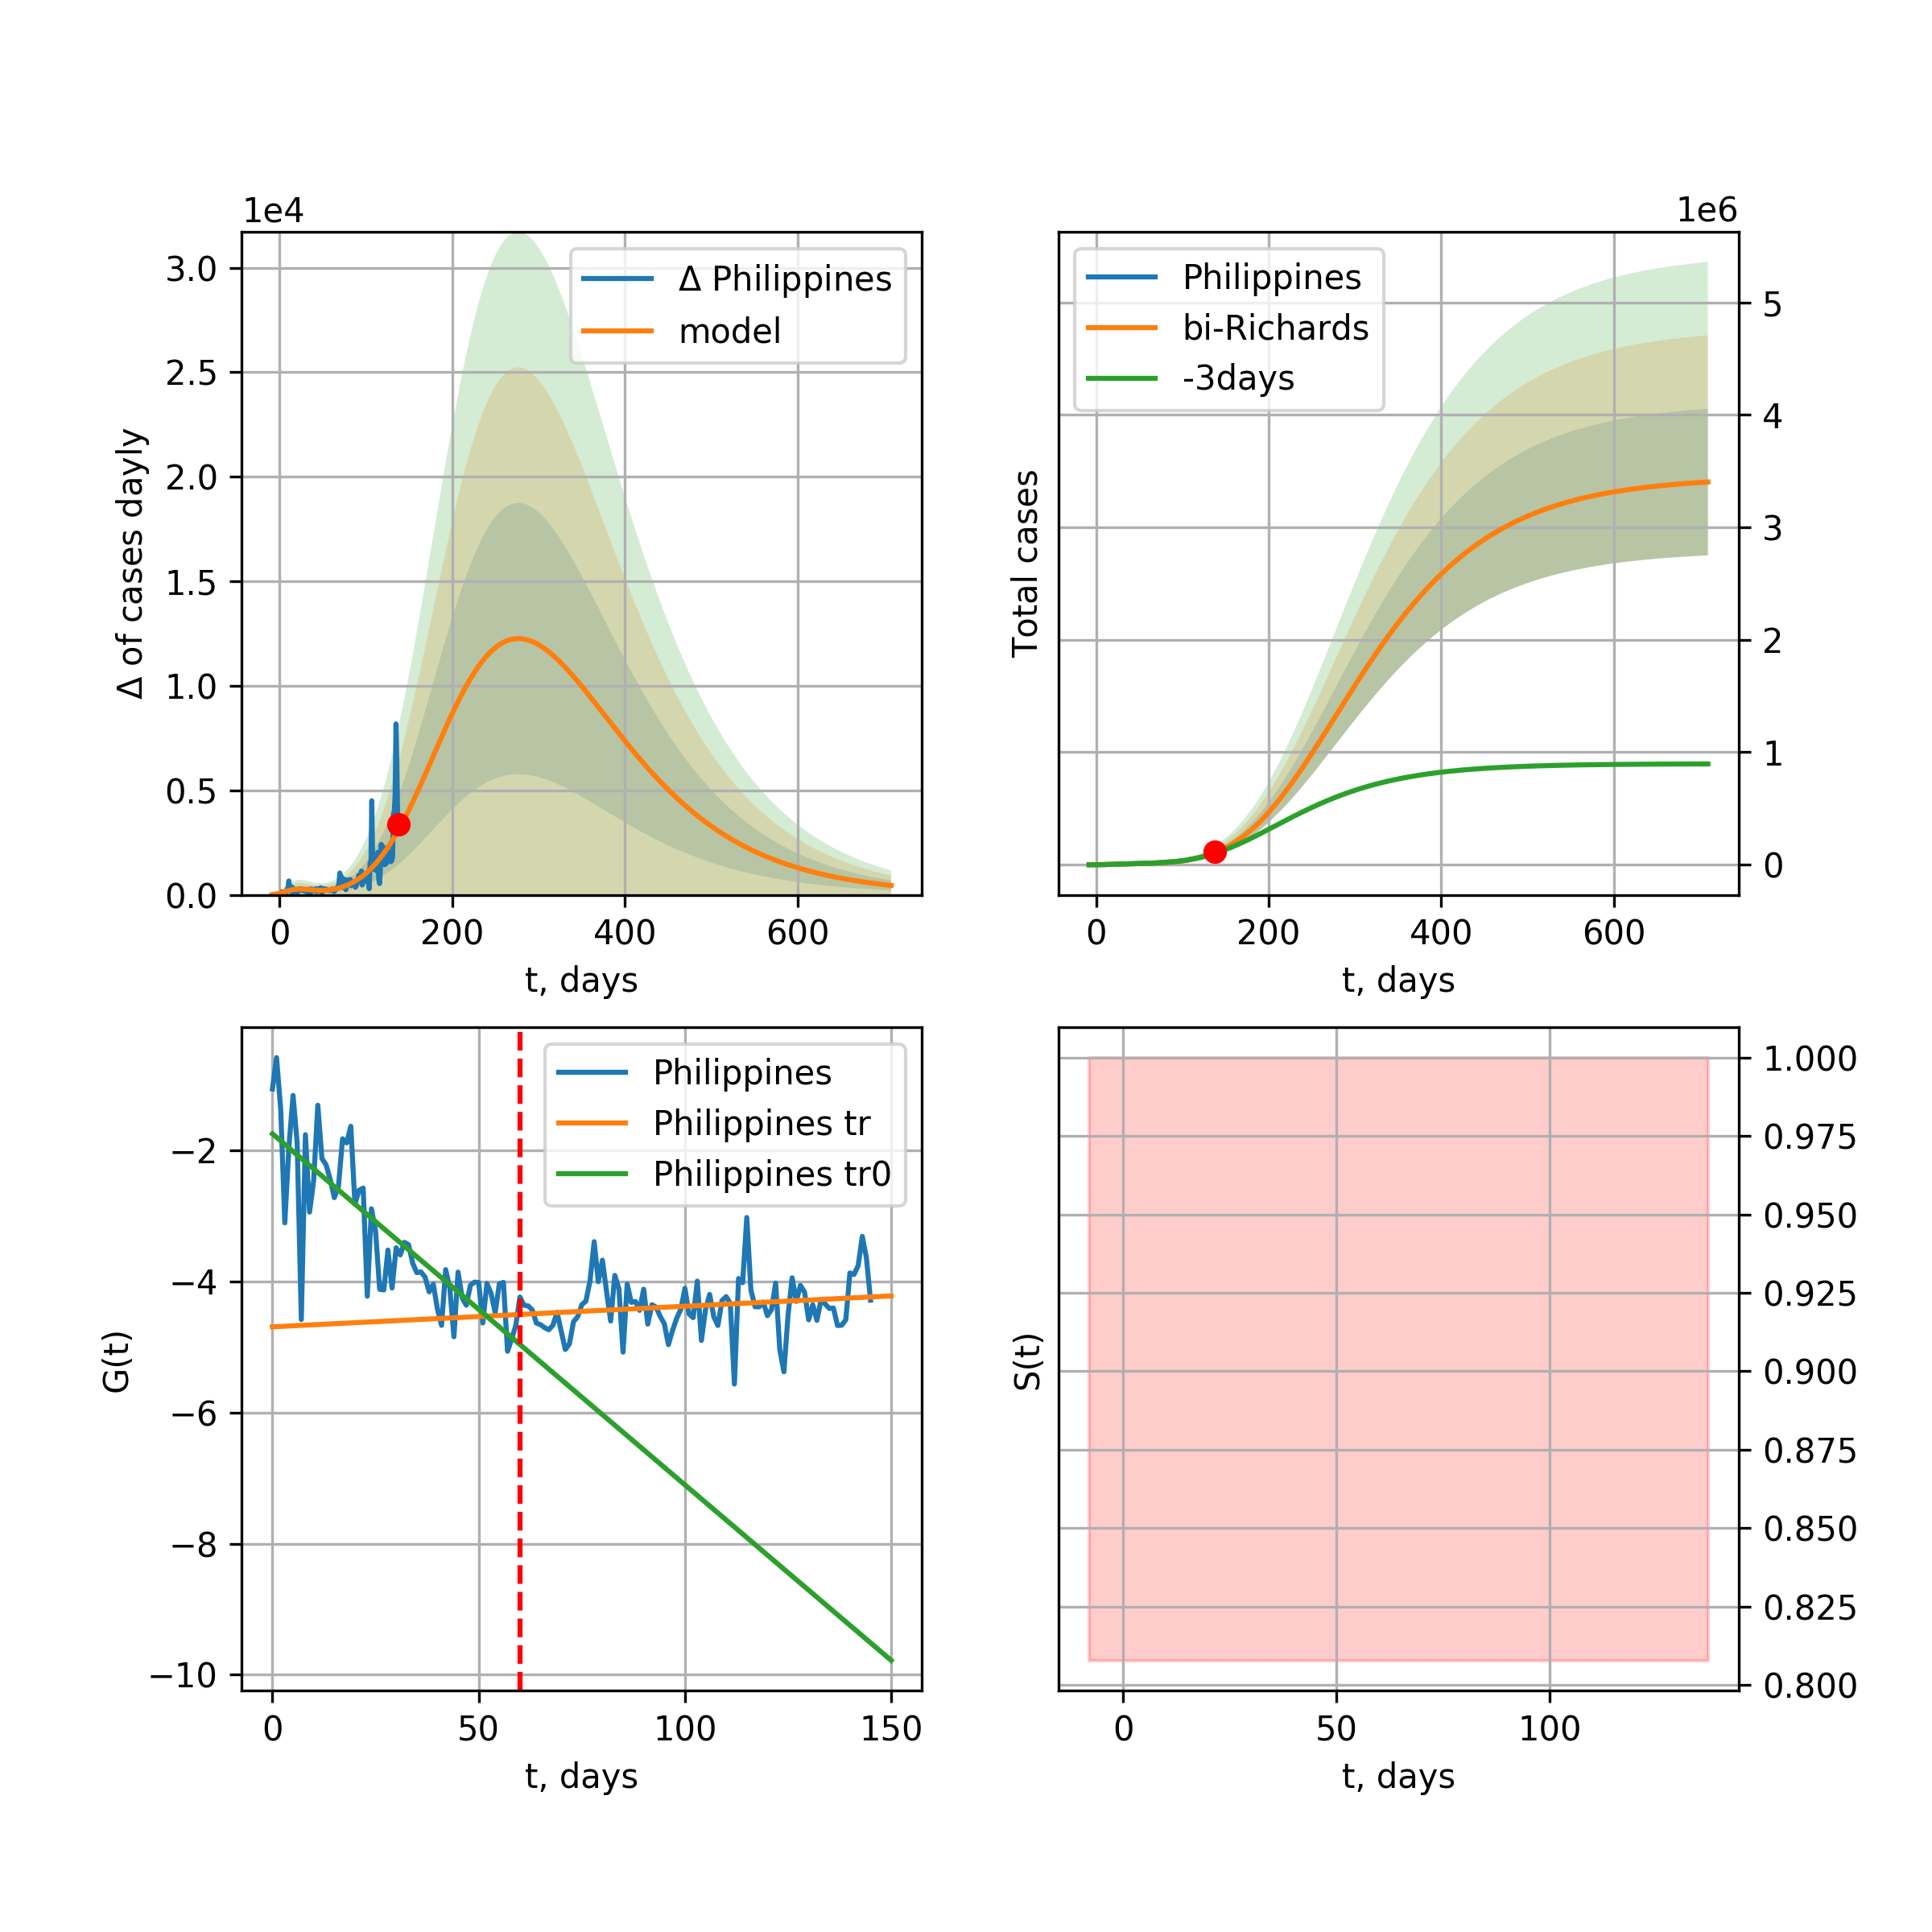 1e4
3.0
2.5
2.0
1.5
1.0
0.5
0.0
0 200 400 600
t, days
Δ of cases dayly
Δ Philippines
model
1e6
5
4
3
2
1
0
0 200 400 600
t, days
Total cases
Philippines
bi-Richards
-3days
−2
−4
−6
−8
−10
0 50 100 150
t, days
G(t)
Philippines
Philippines tr
Philippines tr0
1.000
0.975
0.950
0.925
0.900
0.875
0.850
0.825
0.800
0 50 100
t, days
S(t)